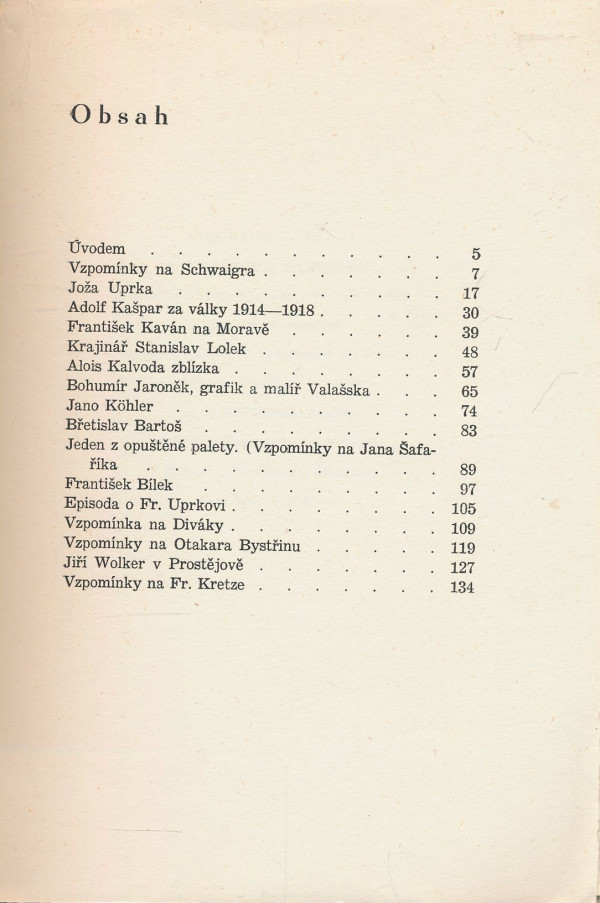 Obsah
Úvodem . . . . . . . . . . . 5
Vzpomínky na Schwaigra . . . . . . . 7
Joža Uprka . . . . . . . . . . 17
Adolf Kašpar za války 1914—1918 . . . . . 30
František Kaván na Moravě . . . . . . 39
Krajinář Stanislav Lolek . . . . . . . 48
Alois Kalvoda zblízka . . . . . . . . 57
Bohumír Jaroněk, grafik a malíř Valašska . . . 65
Jano Köhler . . . . . . . . . . 74
Břetislav Bartoš . . . . . . . . . 83
Jeden z opuštěné palety. (Vzpomínky na Jana Šafa-
říka . . . . . . . . . . . 89
František Bílek . . . . . . . . . 97
Episoda o Fr. Uprkovi . . . . . . . . 105
Vzpomínka na Diváky . . . . . . . . 109
Vzpomínky na Otakara Bystřinu . . . . . 119
Jiří Wolker v Prostějově . . . . . . . 127
Vzpomínky na Fr. Kretze . . . . . . . 134